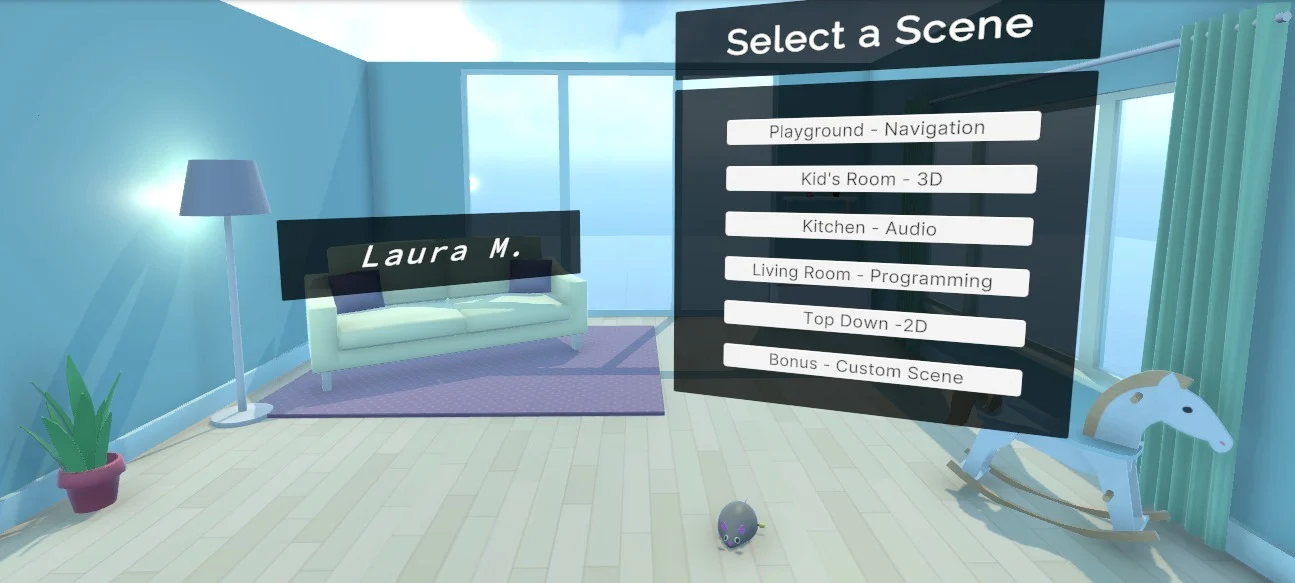 Select a Scene
Playground - Navigation
Kid's Room - 3D
Laura M.
Kitchen - Audio
Living Room - Programming
Top Down -2D
Bonus - Custom Scene